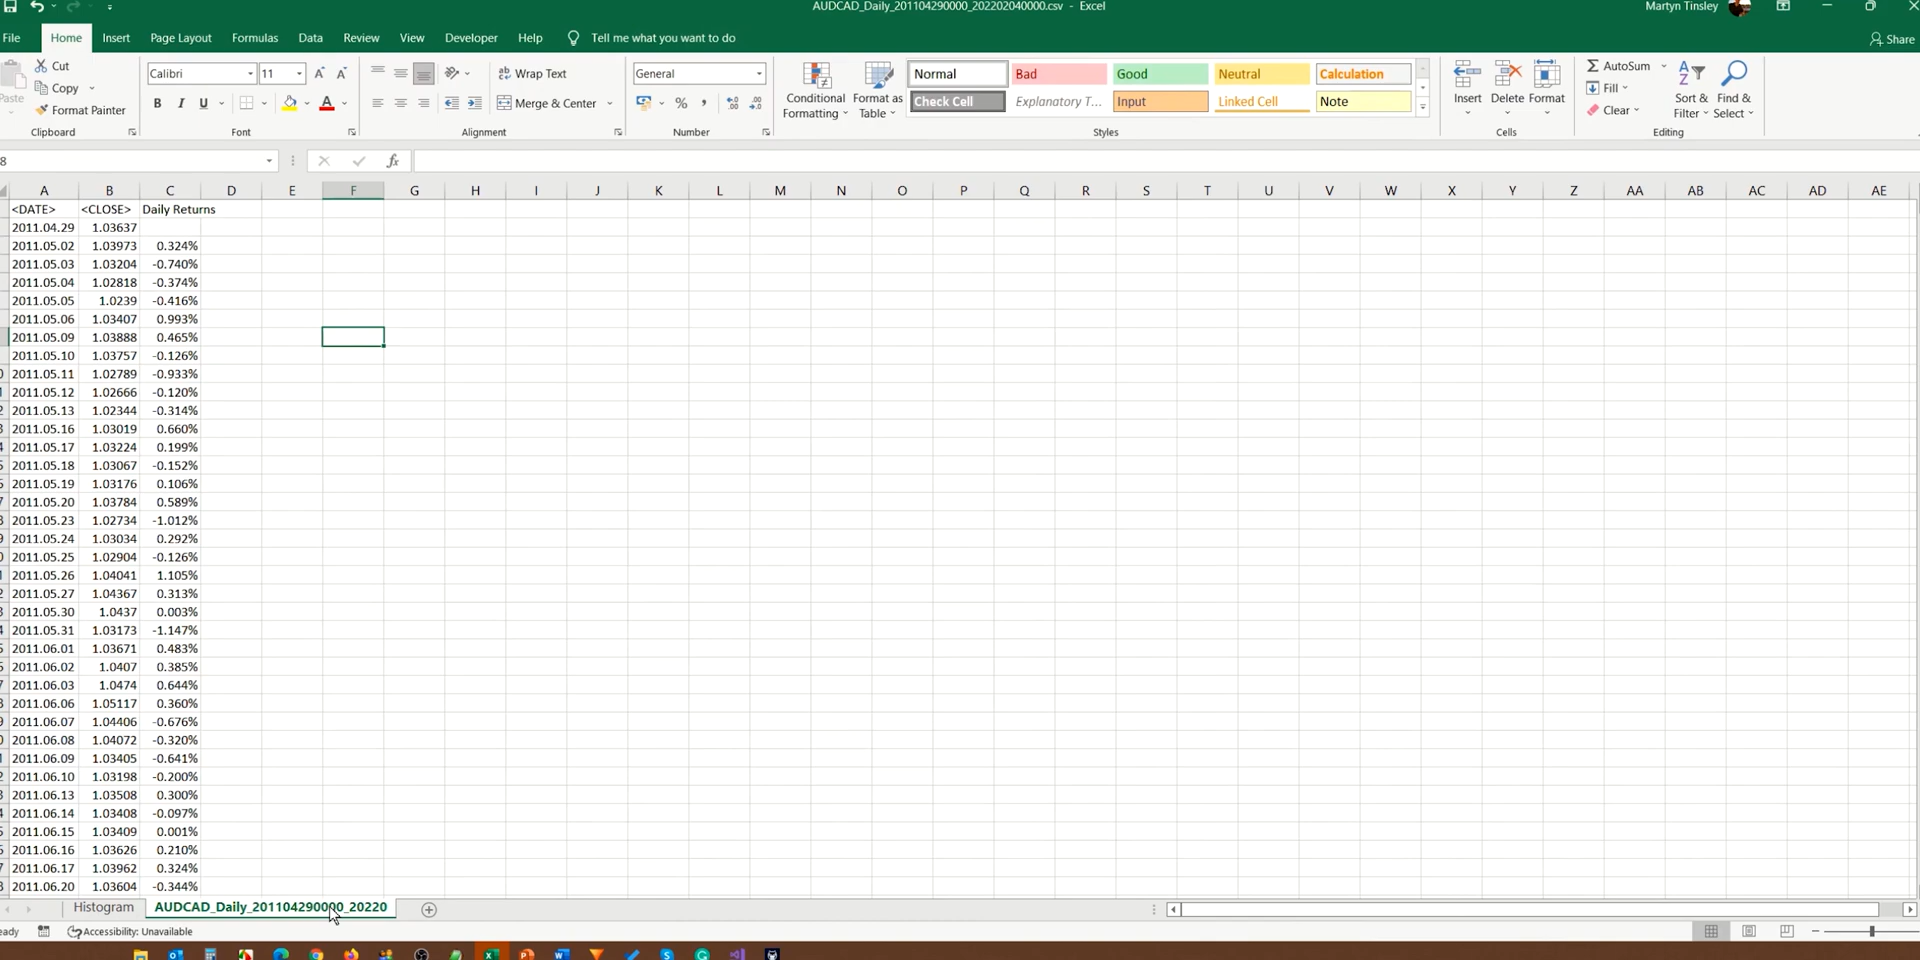 AUDCAD_Daily_201104290000_202202040000.csv - Excel
Martyn Tinsley
File Home Insert Page Layout Formulas Data Review View Developer Help Tell me what you want to do
Share
Paste
Cut
Copy
Format Painter
Clipboard
Calibri 11
B I U
Font
Wrap Text
Merge & Center
Alignment
General
%
Number
Conditional Formatting
Format as Table
Normal Bad Good Neutral Calculation
Check Cell Explanatory T... Input Linked Cell Note
Styles
Insert Delete Format
Cells
AutoSum
Fill
Clear
Sort & Filter
Find & Select
Editing
8
fx
A B C D E F G H I J K L M N O P Q R S T U V W X Y Z AA AB AC AD AE
<DATE> <CLOSE> Daily Returns
2011.04.29 1.03637
2011.05.02 1.03973 0.324%
2011.05.03 1.03204 -0.740%
2011.05.04 1.02818 -0.374%
2011.05.05 1.0239 -0.416%
2011.05.06 1.03407 0.993%
2011.05.09 1.03888 0.465%
2011.05.10 1.03757 -0.126%
2011.05.11 1.02789 -0.933%
2011.05.12 1.02666 -0.120%
2011.05.13 1.02344 -0.314%
2011.05.16 1.03019 0.660%
2011.05.17 1.03224 0.199%
2011.05.18 1.03067 -0.152%
2011.05.19 1.03176 0.106%
2011.05.20 1.03784 0.589%
2011.05.23 1.02734 -1.012%
2011.05.24 1.03034 0.292%
2011.05.25 1.02904 -0.126%
2011.05.26 1.04041 1.105%
2011.05.27 1.04367 0.313%
2011.05.30 1.0437 0.003%
2011.05.31 1.03173 -1.147%
2011.06.01 1.03671 0.483%
2011.06.02 1.0407 0.385%
2011.06.03 1.0474 0.644%
2011.06.06 1.05117 0.360%
2011.06.07 1.04406 -0.676%
2011.06.08 1.04072 -0.320%
2011.06.09 1.03405 -0.641%
2011.06.10 1.03198 -0.200%
2011.06.13 1.03508 0.300%
2011.06.14 1.03408 -0.097%
2011.06.15 1.03409 0.001%
2011.06.16 1.03626 0.210%
2011.06.17 1.03962 0.324%
2011.06.20 1.03604 -0.344%
Histogram AUDCAD_Daily_201104290000_20220
eady Accessibility: Unavailable